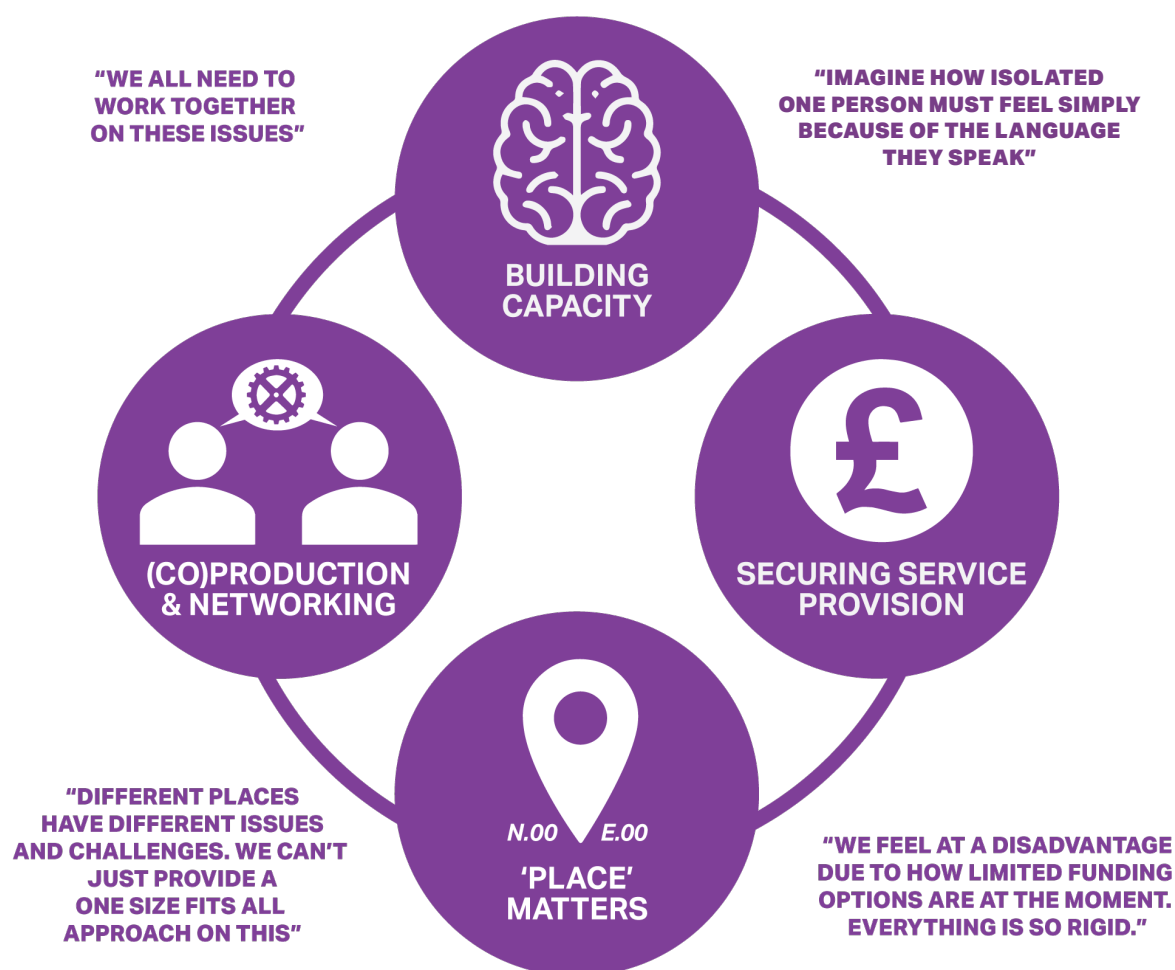 “WE ALL NEED TO
WORK TOGETHER
ON THESE ISSUES”
“IMAGINE HOW ISOLATED
ONE PERSON MUST FEEL SIMPLY
BECAUSE OF THE LANGUAGE
THEY SPEAK”
BUILDING
CAPACITY
(CO)PRODUCTION
& NETWORKING
£
SECURING SERVICE
PROVISION
N.00 E.00
‘PLACE’
MATTERS
“DIFFERENT PLACES
HAVE DIFFERENT ISSUES
AND CHALLENGES. WE CAN’T
JUST PROVIDE A
ONE SIZE FITS ALL
APPROACH ON THIS”
“WE FEEL AT A DISADVANTAGE
DUE TO HOW LIMITED FUNDING
OPTIONS ARE AT THE MOMENT.
EVERYTHING IS SO RIGID.”